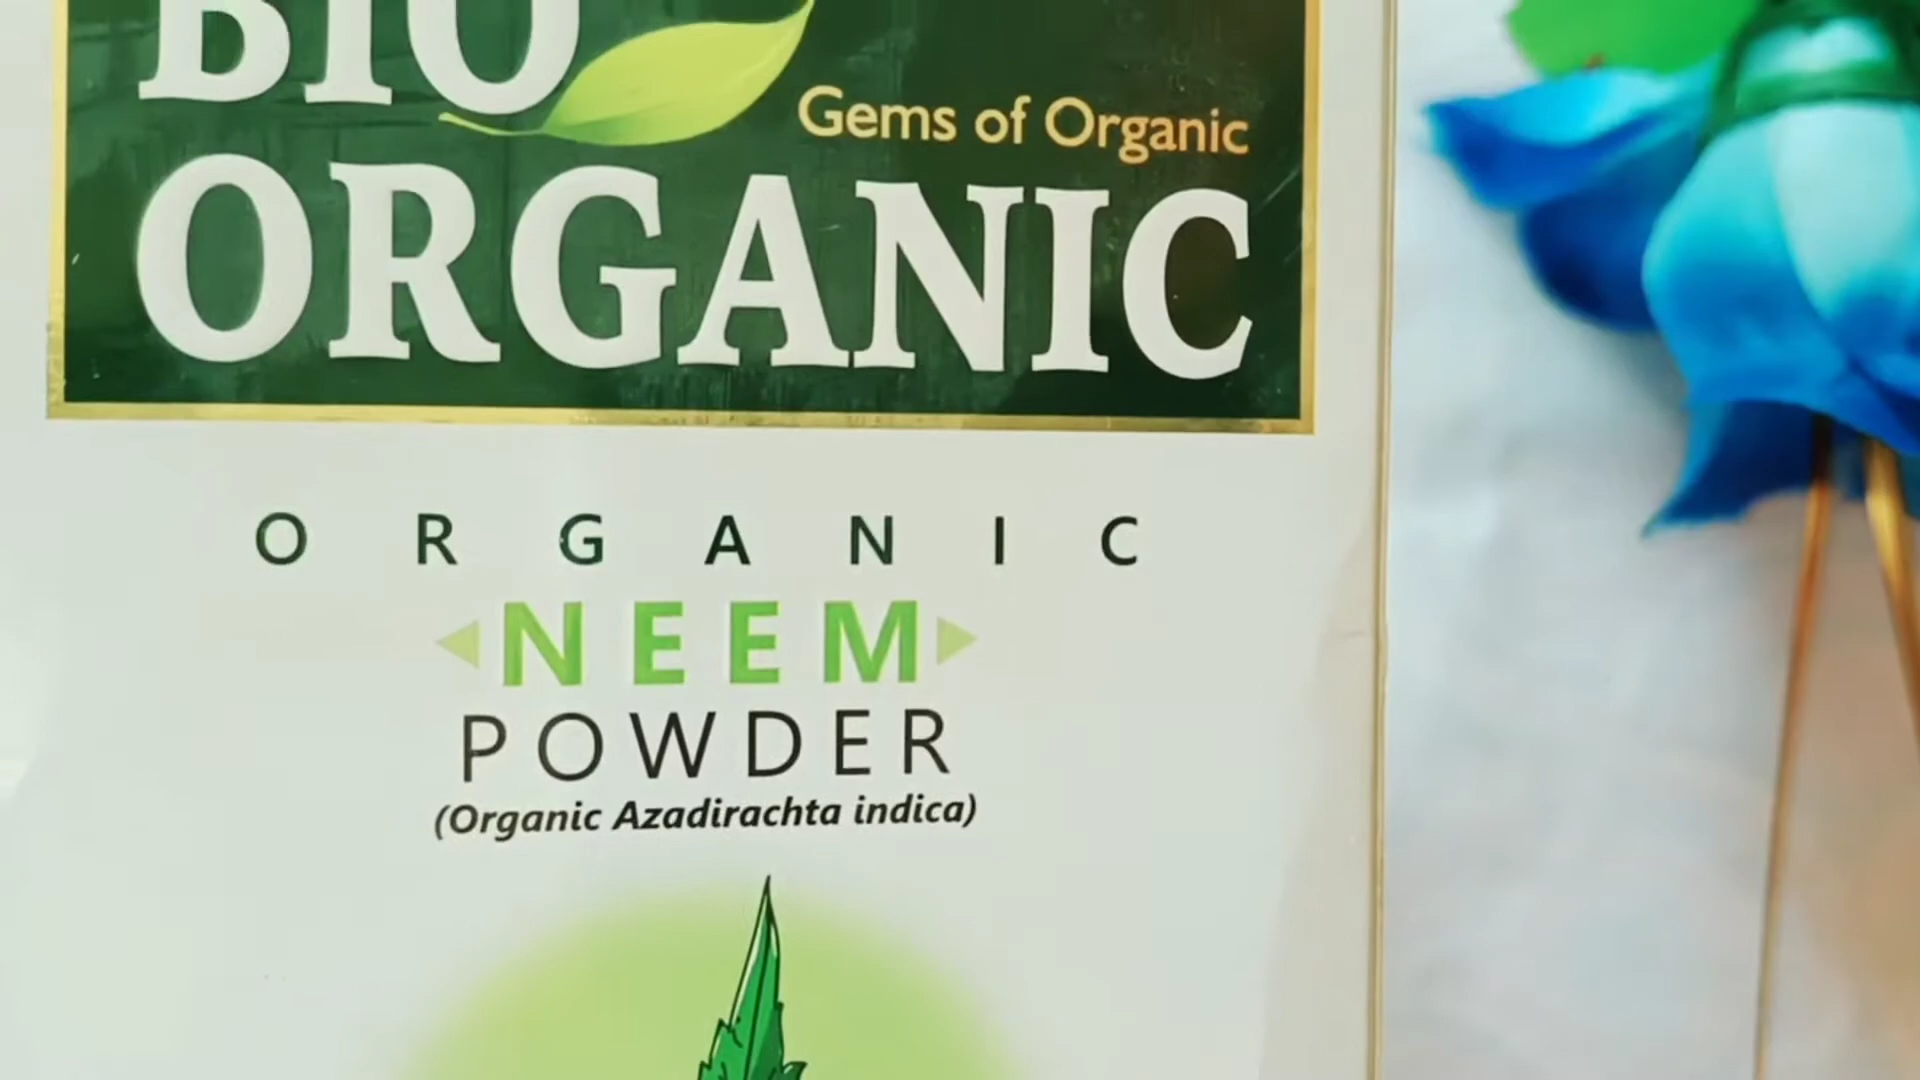 BIO
Gems of Organic
ORGANIC
ORGANIC
NEEM
POWDER
(Organic Azadirachta indica)